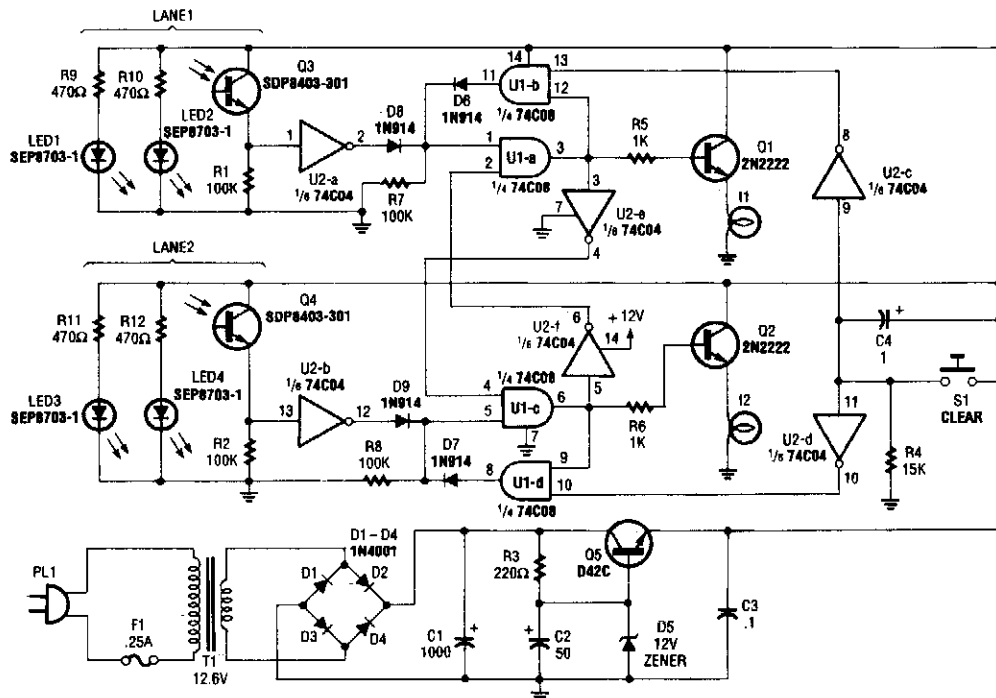 LANE1
R9
470Ω
R10
470Ω
LED1
SEP8703-1
LED2
SEP8703-1
Q3
SDP8403-301
R1
100K
1
2
U2-a
1/6 74C04
D8
1N914
R7
100K
D6
1N914
11
14
13
12
U1-b
1/4 74C08
1
2
3
U1-a
1/4 74C08
R5
1K
Q1
2N2222
I1
8
9
U2-c
1/6 74C04
3
7
4
U2-e
1/6 74C04
LANE2
R11
470Ω
R12
470Ω
LED3
SEP8703-1
LED4
SEP8703-1
Q4
SDP8403-301
R2
100K
13
12
U2-b
1/6 74C04
D9
1N914
R8
100K
D7
1N914
6
14
5
+12V
U2-f
1/6 74C04
1/4 74C08
4
5
6
7
U1-c
8
9
10
U1-d
1/4 74C08
R6
1K
Q2
2N2222
I2
C4
1
+
S1
CLEAR
11
10
U2-d
1/6 74C04
R4
15K
PL1
F1
.25A
T1
12.6V
D1-D4
1N4001
D1
D2
D3
D4
C1
1000
+
R3
220Ω
C2
50
+
Q5
D42C
D5
12V
ZENER
C3
.1